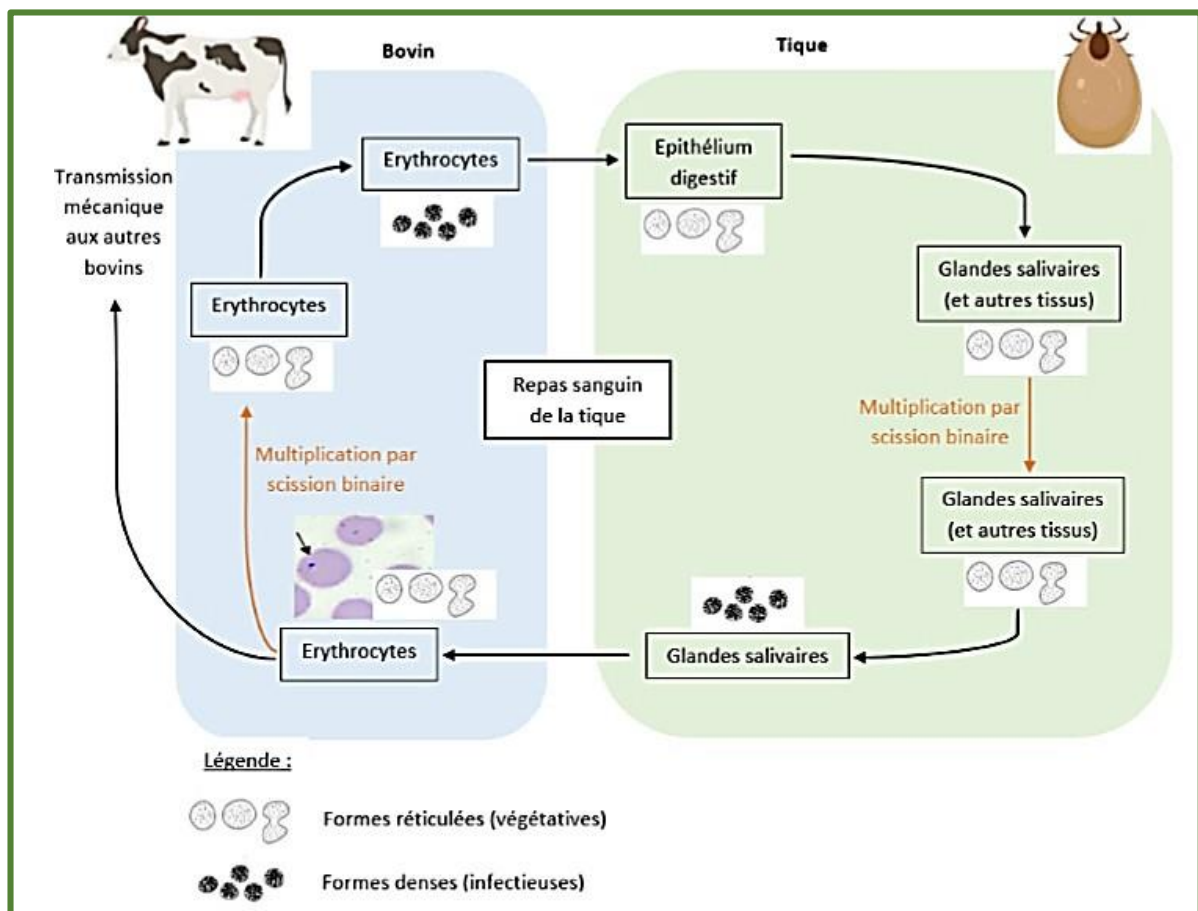 Bovin
Tique
Transmission
mécanique
aux autres
bovins
Erythrocytes
Epithélium
digestif
Erythrocytes
Glandes salivaires
(et autres tissus)
Repas sanguin
de la tique
Multiplication par
scission binaire
Multiplication par
scission binaire
Glandes salivaires
(et autres tissus)
Erythrocytes
Glandes salivaires
Légende :
Formes réticulées (végétatives)
Formes denses (infectieuses)